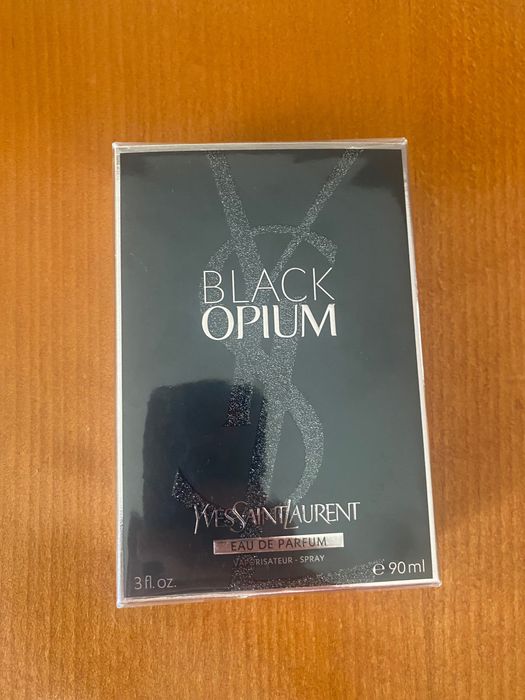 BLACK
OPIUM
YVESSAINTLAURENT
EAU DE PARFUM
VAPORISATEUR - SPRAY
3 fl. oz. ℮ 90 ml